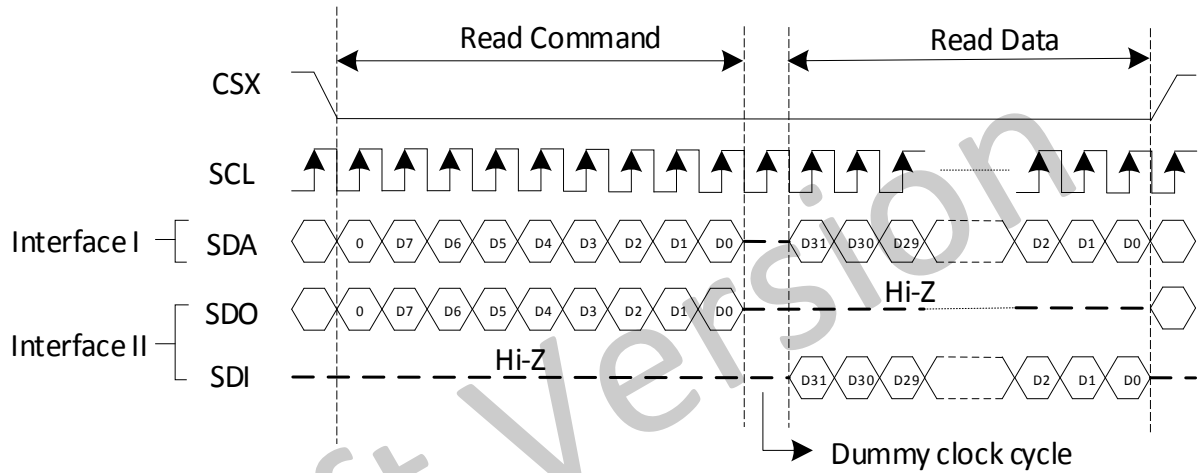 Read Command Read Data
CSX
SCL
Interface I SDA 0 D7 D6 D5 D4 D3 D2 D1 D0 D31 D30 D29 D2 D1 D0
Hi-Z
Interface II SDO 0 D7 D6 D5 D4 D3 D2 D1 D0
Hi-Z
SDI D31 D30 D29 D2 D1 D0
Dummy clock cycle
ft Version